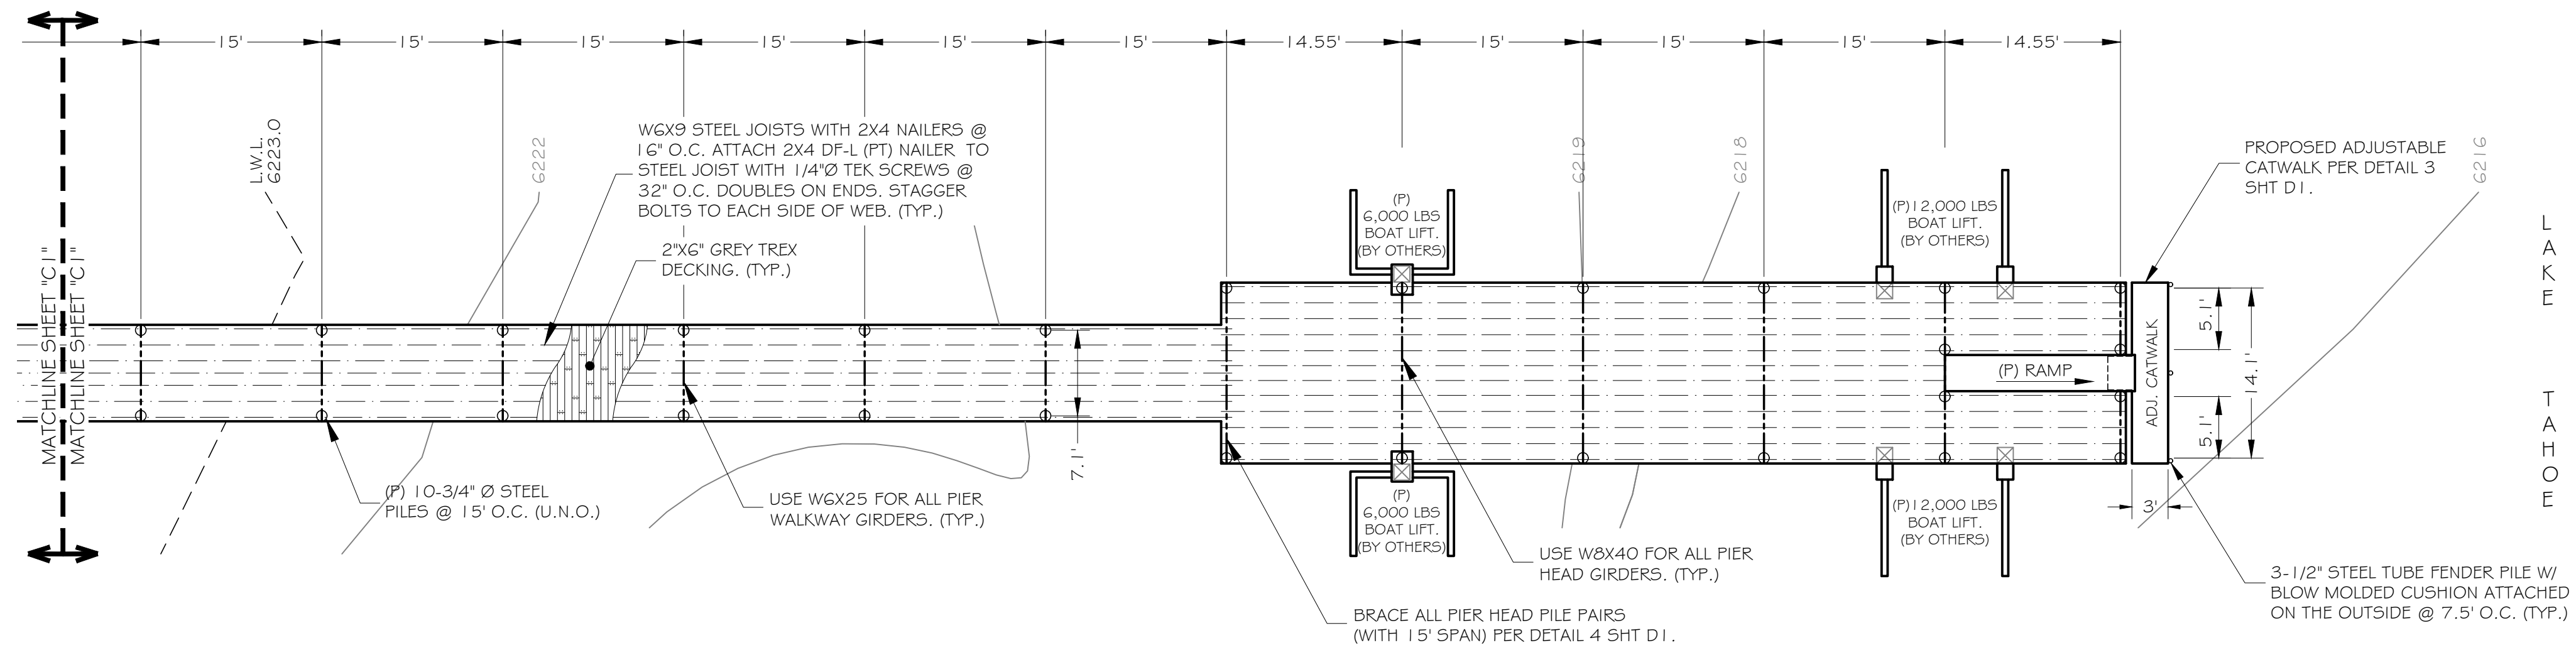 15'
15'
15'
15'
15'
15'
14.55'
15'
15'
15'
14.55'
MATCHLINE SHEET "C1"
MATCHLINE SHEET "C1"
L.W.L.
6223.0
6222
W6X9 STEEL JOISTS WITH 2X4 NAILERS @
16" O.C. ATTACH 2X4 DF-L (PT) NAILER TO
STEEL JOIST WITH 1/4"Ø TEK SCREWS @
32" O.C. DOUBLES ON ENDS. STAGGER
BOLTS TO EACH SIDE OF WEB. (TYP.)
2"X6" GREY TREX
DECKING. (TYP.)
(P)
6,000 LBS
BOAT LIFT.
(BY OTHERS)
6219
6218
(P)12,000 LBS
BOAT LIFT.
(BY OTHERS)
PROPOSED ADJUSTABLE
CATWALK PER DETAIL 3
SHT D1.
6216
LAKE TAHOE
(P) RAMP
ADJ. CATWALK
5.1'
5.1'
14.1'
3'
7.1'
(P) 10-3/4" Ø STEEL
PILES @ 15' O.C. (U.N.O.)
USE W6X25 FOR ALL PIER
WALKWAY GIRDERS. (TYP.)
(P)
6,000 LBS
BOAT LIFT.
(BY OTHERS)
USE W8X40 FOR ALL PIER
HEAD GIRDERS. (TYP.)
(P)12,000 LBS
BOAT LIFT.
(BY OTHERS)
BRACE ALL PIER HEAD PILE PAIRS
(WITH 15' SPAN) PER DETAIL 4 SHT D1.
3-1/2" STEEL TUBE FENDER PILE W/
BLOW MOLDED CUSHION ATTACHED
ON THE OUTSIDE @ 7.5' O.C. (TYP.)